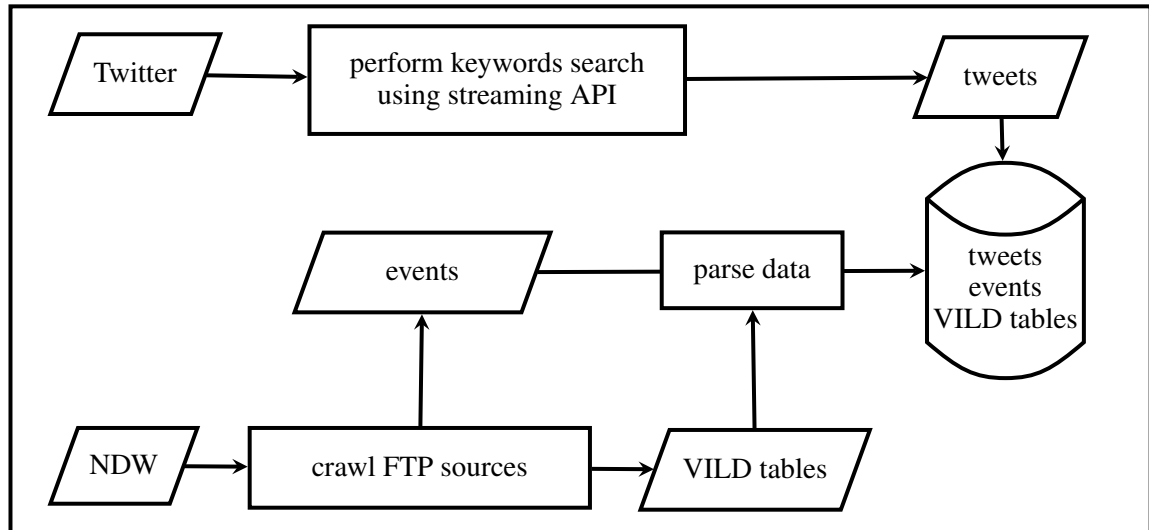 Twitter
perform keywords search
using streaming API
tweets
events
parse data
tweets
events
VILD tables
NDW
crawl FTP sources
VILD tables